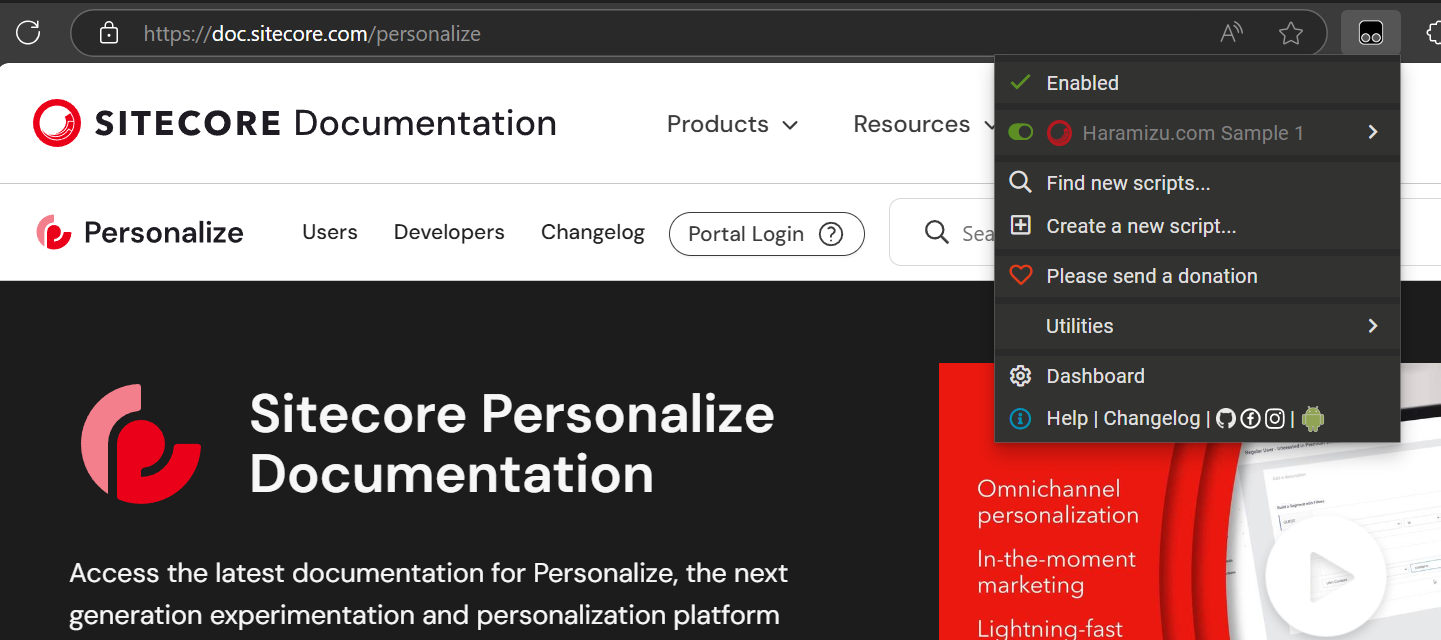 https://doc.sitecore.com/personalize
Enabled
Haramizu.com Sample 1
Find new scripts...
Create a new script...
Please send a donation
Utilities
Dashboard
Help | Changelog |
SITECORE Documentation
Products
Resources
Personalize
Users
Developers
Changelog
Portal Login
Sea
Sitecore Personalize
Documentation
Access the latest documentation for Personalize, the next
generation experimentation and personalization platform
Omnichannel
personalization
In-the-moment
marketing
Lightning-fast